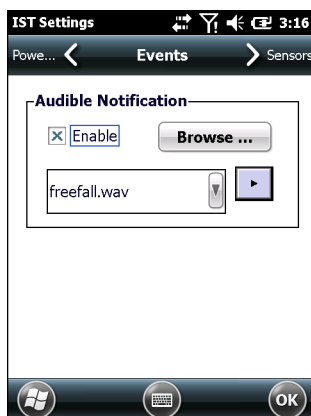 IST Settings 3:16
Powe... Events Sensors
Audible Notification
Enable Browse ...
freefall.wav
OK